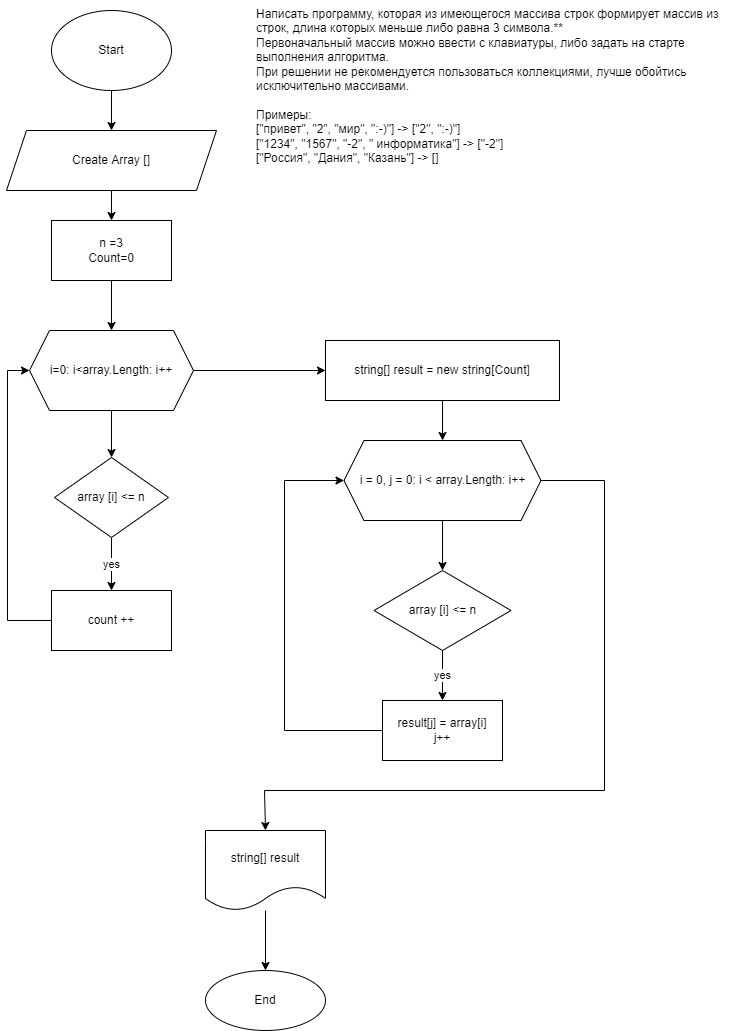 Start
Написать программу, которая из имеющегося массива строк формирует массив из
строк, длина которых меньше либо равна 3 символа.**
Первоначальный массив можно ввести с клавиатуры, либо задать на старте
выполнения алгоритма.
При решении не рекомендуется пользоваться коллекциями, лучше обойтись
исключительно массивами.
Примеры:
["привет", "2", "мир", ":-)"] -> ["2", ":-)"]
["1234", "1567", "-2", " информатика"] -> ["-2"]
["Россия", "Дания", "Казань"] -> []
Create Array []
n =3
Count=0
i=0: i<array.Length: i++
array [i] <= n
yes
count ++
string[] result = new string[Count]
i = 0, j = 0: i < array.Length: i++
array [i] <= n
yes
result[j] = array[i]
j++
string[] result
End